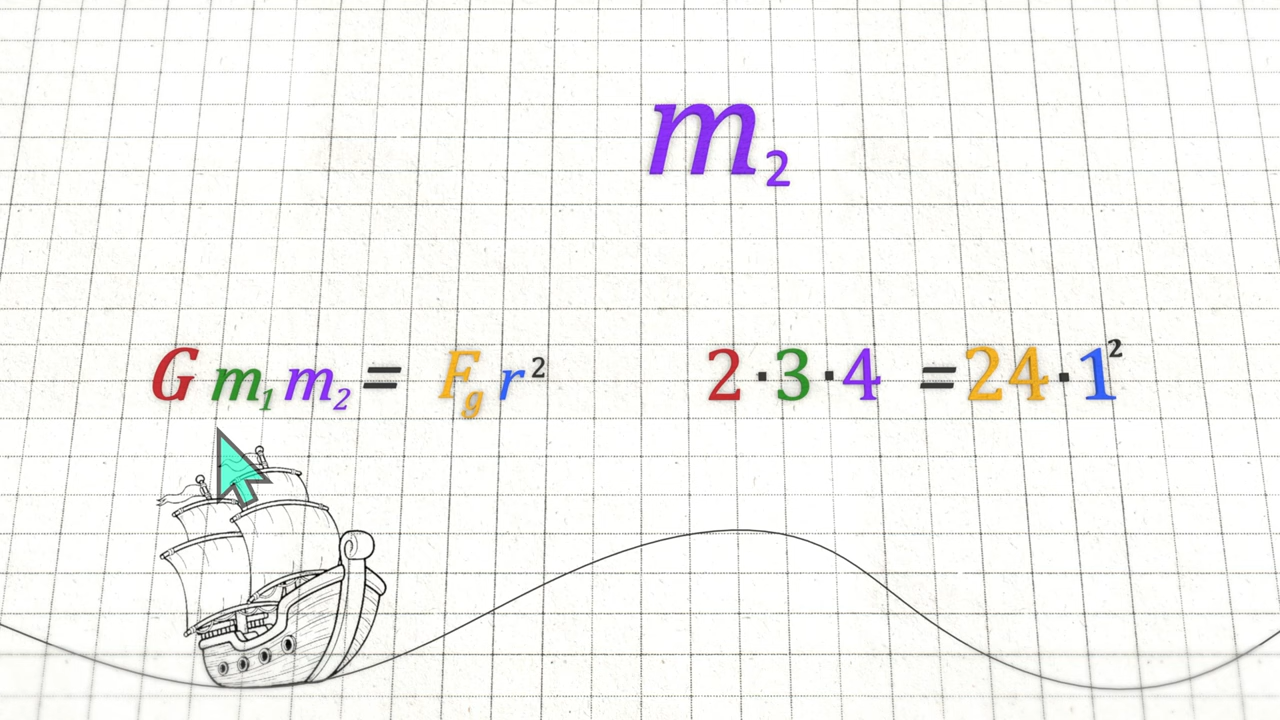 m₂
G m₁ m₂ = F_g r² 2·3·4 = 24·1²